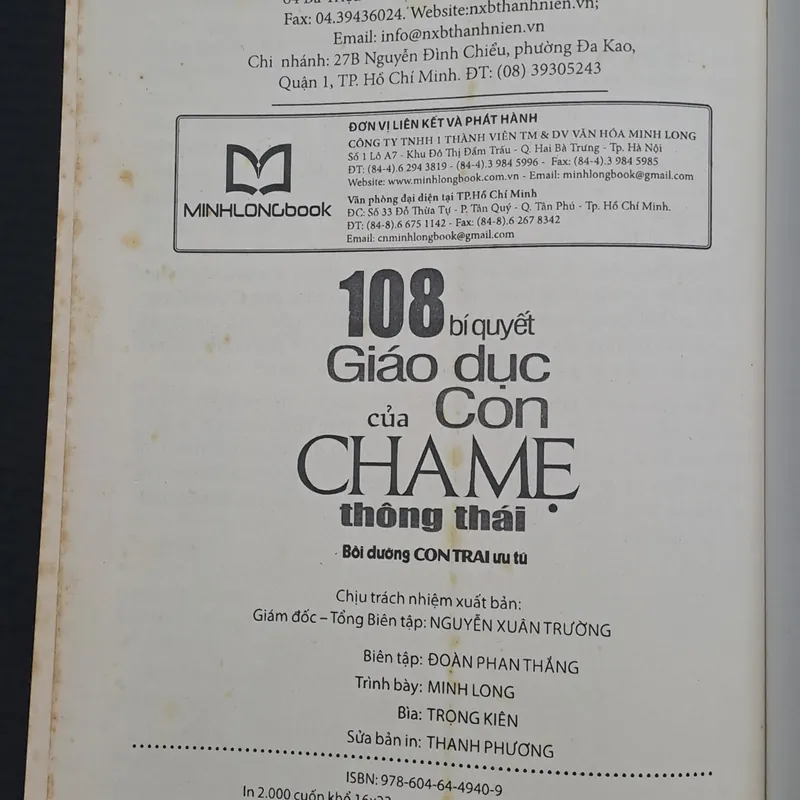 Fax: 04.39436024. Website:nxbthanhnien.vn;
Email: info@nxbthanhnien.vn
Chi nhánh: 27B Nguyễn Đình Chiểu, phường Đa Kao,
Quận 1, TP. Hồ Chí Minh. ĐT: (08) 39305243
ĐƠN VỊ LIÊN KẾT VÀ PHÁT HÀNH
CÔNG TY TNHH 1 THÀNH VIÊN TM & DV VĂN HÓA MINH LONG
Số 1 Lô A7 - Khu Đô Thị Đầm Trấu - Q. Hai Bà Trưng - Tp. Hà Nội
ĐT: (84-4).6 294 3819 - (84-4).3 984 5996 - Fax: (84-4).3 984 5985
Website: www.minhlongbook.com.vn - Email: minhlongbook@gmail.com
Văn phòng đại diện tại TP.Hồ Chí Minh
ĐC: Số 33 Đỗ Thừa Tự - P. Tân Quý - Q. Tân Phú - Tp. Hồ Chí Minh.
ĐT: (84-8).6 675 1142 - Fax: (84-8).6 267 8342
Email: cnminhlongbook@gmail.com
MINHLONGbook
108 bí quyết
Giáo dục
của Con
CHA MẸ
thông thái
Bồi dưỡng CON TRAI ưu tú
Chịu trách nhiệm xuất bản:
Giám đốc – Tổng Biên tập: NGUYỄN XUÂN TRƯỜNG
Biên tập: ĐOÀN PHAN THẮNG
Trình bày: MINH LONG
Bìa: TRỌNG KIÊN
Sửa bản in: THANH PHƯƠNG
ISBN: 978-604-64-4940-9
In 2.000 cuốn khổ